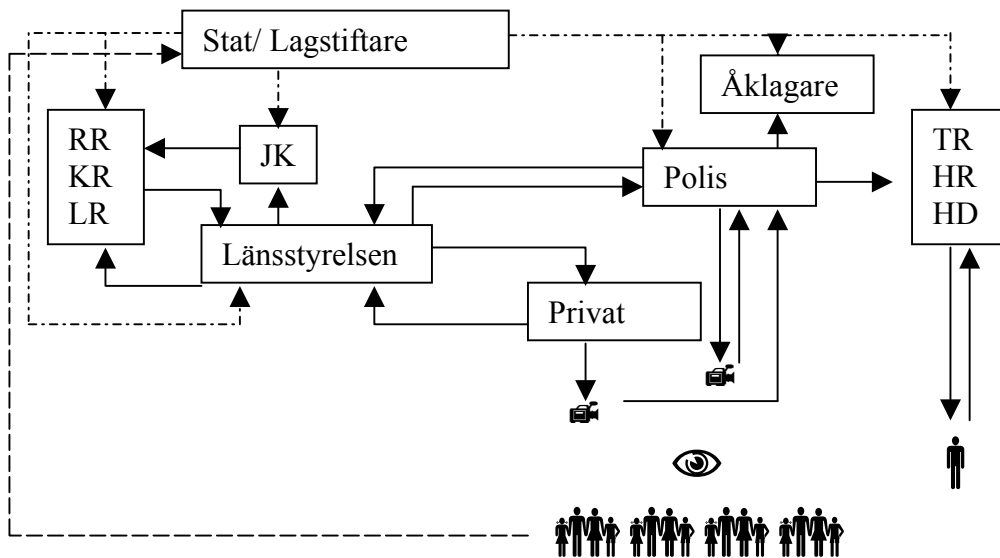 Stat/ Lagstiftare
Åklagare
RR
KR
LR
JK
Polis
TR
HR
HD
Länsstyrelsen
Privat